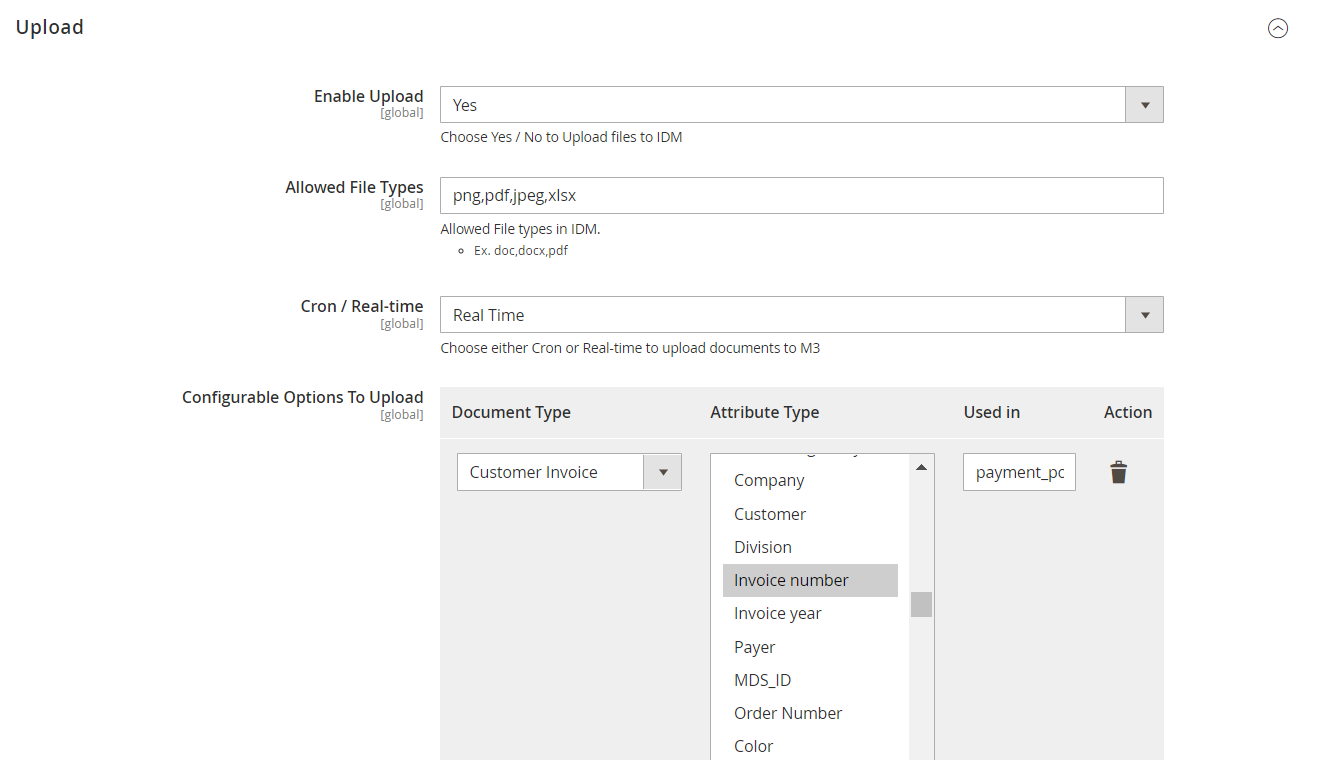 Upload
Enable Upload
[global]
Yes
Choose Yes / No to Upload files to IDM
Allowed File Types
[global]
png,pdf,jpeg,xlsx
Allowed File types in IDM.
Ex. doc,docx,pdf
Cron / Real-time
[global]
Real Time
Choose either Cron or Real-time to upload documents to M3
Configurable Options To Upload
[global]
Document Type Attribute Type Used in Action
Customer Invoice
payment_pc
Company
Customer
Division
Invoice number
Invoice year
Payer
MDS_ID
Order Number
Color